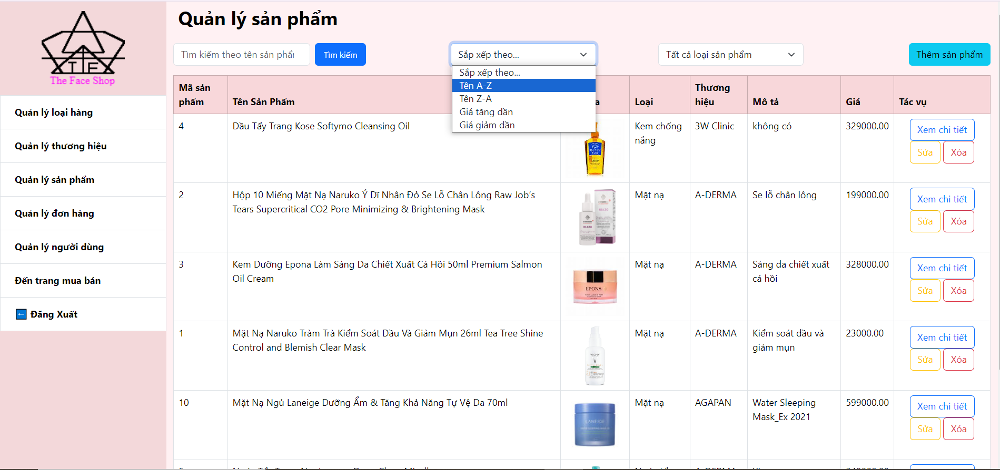 The Face Shop
Quản lý loại hàng
Quản lý thương hiệu
Quản lý sản phẩm
Quản lý đơn hàng
Quản lý người dùng
Đến trang mua bán
Đăng Xuất
Quản lý sản phẩm
Tìm kiếm theo tên sản phẩi
Tìm kiếm
Sắp xếp theo...
Tất cả loại sản phẩm
Thêm sản phẩm
Sắp xếp theo...
Tên A-Z
Tên Z-A
Giá tăng dần
Giá giảm dần
Mã sản phẩm
Tên Sản Phẩm
Loại
Thương hiệu
Mô tả
Giá
Tác vụ
4
Dầu Tẩy Trang Kose Softymo Cleansing Oil
DEEP
Kem chống nắng
3W Clinic
không có
329000.00
Xem chi tiết
Sửa
Xóa
2
Hộp 10 Miếng Mặt Nạ Naruko Ý Dĩ Nhân Đỏ Se Lỗ Chân Lông Raw Job's
Tears Supercritical CO2 Pore Minimizing & Brightening Mask
Mặt nạ
A-DERMA
Se lỗ chân lông
199000.00
Xem chi tiết
Sửa
Xóa
3
Kem Dưỡng Epona Làm Sáng Da Chiết Xuất Cá Hồi 50ml Premium Salmon
Oil Cream
EPONA
Mặt nạ
A-DERMA
Sáng da chiết xuất
cá hồi
328000.00
Xem chi tiết
Sửa
Xóa
1
Mặt Nạ Naruko Tràm Trà Kiểm Soát Dầu Và Giảm Mụn 26ml Tea Tree Shine
Control and Blemish Clear Mask
VICHY
Mặt nạ
A-DERMA
Kiểm soát dầu và
giảm mụn
23000.00
Xem chi tiết
Sửa
Xóa
10
Mặt Nạ Ngủ Laneige Dưỡng Ẩm & Tăng Khả Năng Tự Vệ Da 70ml
LANEIGE
Mặt nạ
AGAPAN
Water Sleeping
Mask_Ex 2021
599000.00
Xem chi tiết
Sửa
Xóa